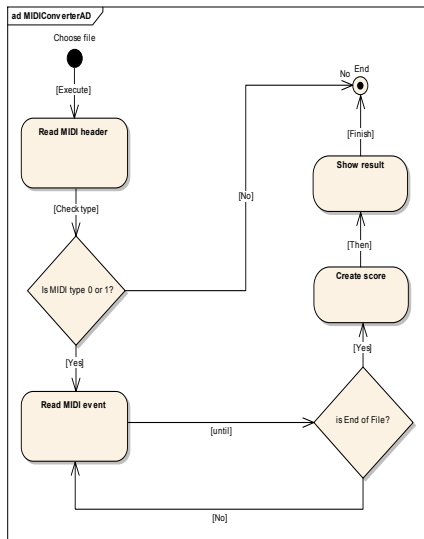 ad MIDIConverterAD
Choose file
No
End
[Execute]
Read MIDI header
[No]
[Finish]
Show result
[Check type]
[Then]
Is MIDI type 0 or 1?
Create score
[Yes]
[Yes]
Read MIDI event
is End of File?
[until]
[No]